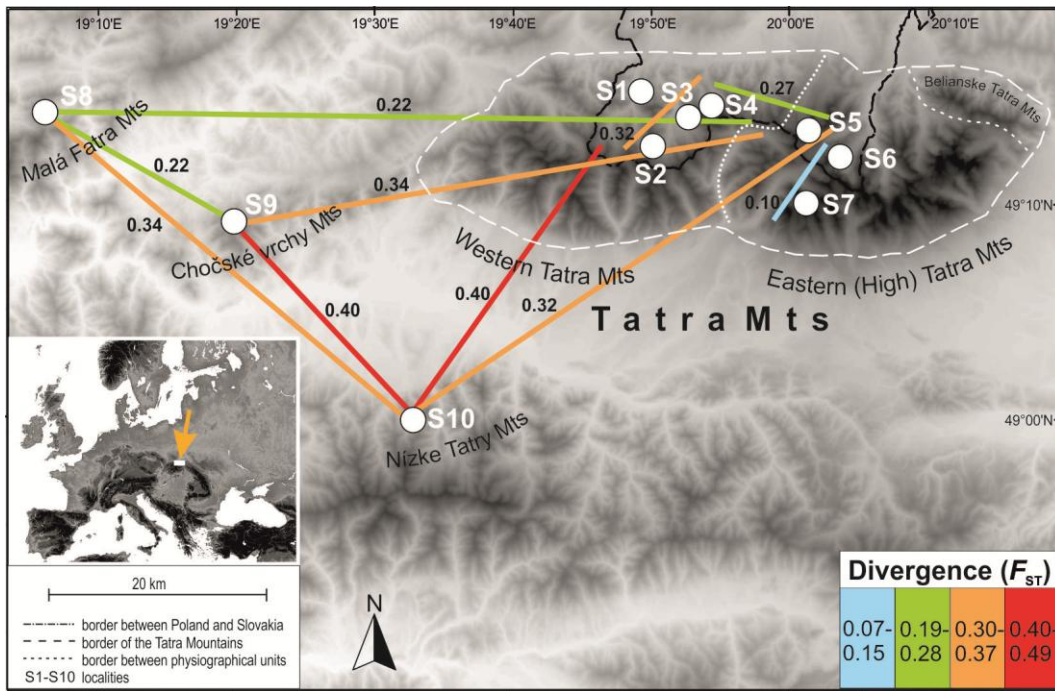 19°10'E 19°20'E 19°30'E 19°40'E 19°50'E 20°00'E 20°10'E
S8
Malá Fatra Mts
0.22
0.22
0.34
S9
Chočské vrchy Mts
0.34
0.40
0.40
0.32
S10
Nízke Tatry Mts
S1
S3
S4
0.27
0.32
S2
S5
S6
0.10
S7
Belianske Tatra Mts
49°10'N
Western Tatra Mts
Eastern (High) Tatra Mts
Tatra Mts
49°00'N
20 km
border between Poland and Slovakia
border of the Tatra Mountains
border between physiographical units
S1-S10 localities
N
Divergence (FST)
0.07- 0.19- 0.30- 0.40-
0.15 0.28 0.37 0.49